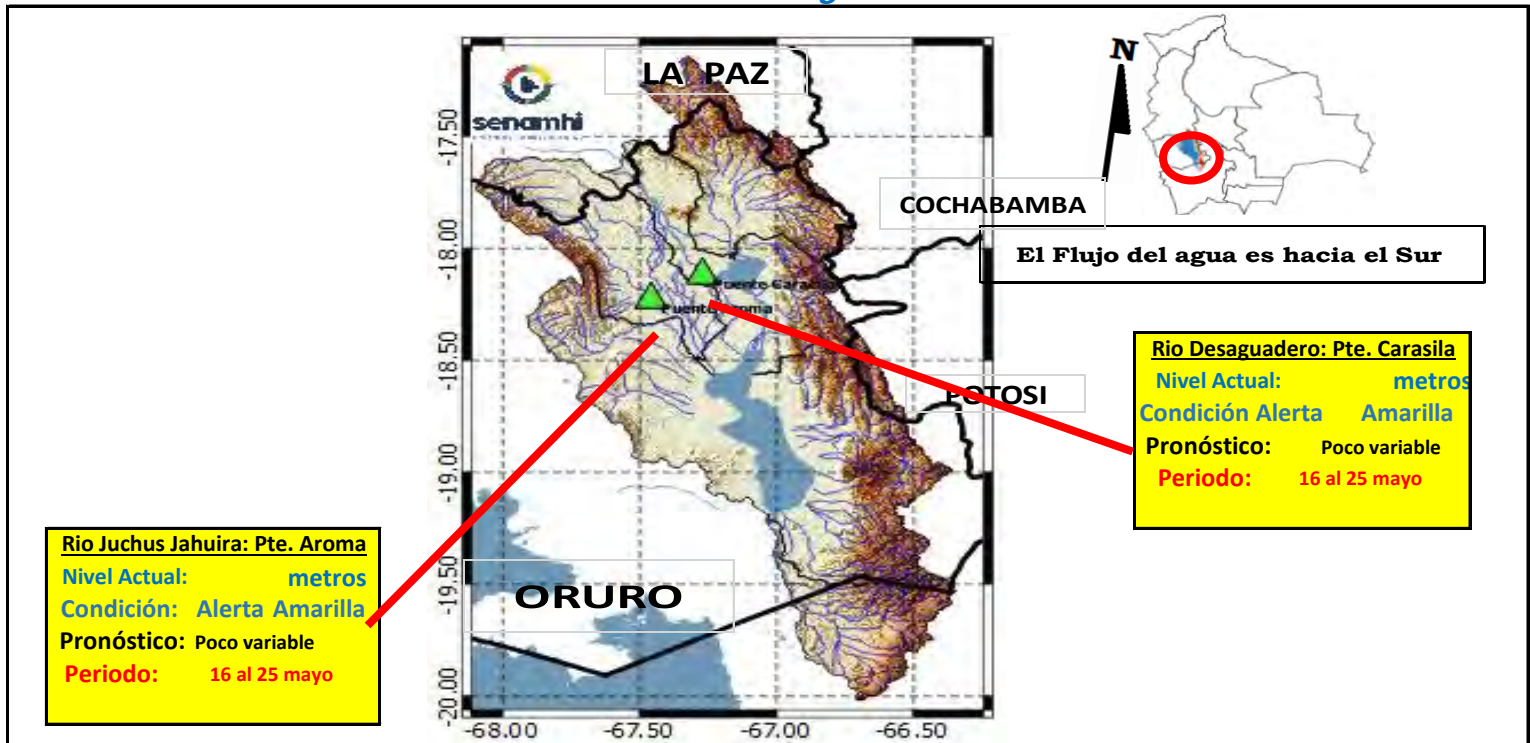 LA PAZ
senamhi
N
COCHABAMBA
El Flujo del agua es hacia el Sur
-17.50
-18.00
-18.50
-19.00
-19.50
-20.00
Puente
Puente
POTOSI
Rio Desaguadero: Pte. Carasila
Nivel Actual: metros
Condición Alerta Amarilla
Pronóstico: Poco variable
Periodo: 16 al 25 mayo
Rio Juchus Jahuira: Pte. Aroma
Nivel Actual: metros
Condición: Alerta Amarilla
Pronóstico: Poco variable
Periodo: 16 al 25 mayo
ORURO
-68.00 -67.50 -67.00 -66.50